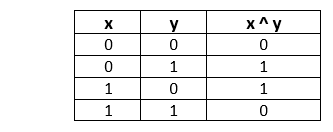 x y x ^ y
0 0 0
0 1 1
1 0 1
1 1 0